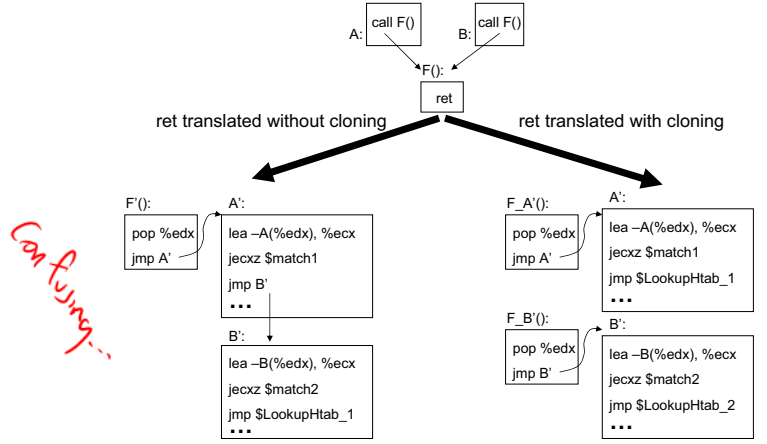 call F()
A:
call F()
B:
F():
ret
ret translated without cloning
ret translated with cloning
F’():
pop %edx
jmp A’
A’:
lea –A(%edx), %ecx
jecxz $match1
jmp B’
...
B’:
lea –B(%edx), %ecx
jecxz $match2
jmp $LookupHtab_1
...
F_A’():
pop %edx
jmp A’
A’:
lea –A(%edx), %ecx
jecxz $match1
jmp $LookupHtab_1
...
F_B’():
pop %edx
jmp B’
B’:
lea –B(%edx), %ecx
jecxz $match2
jmp $LookupHtab_2
...
Confusing...